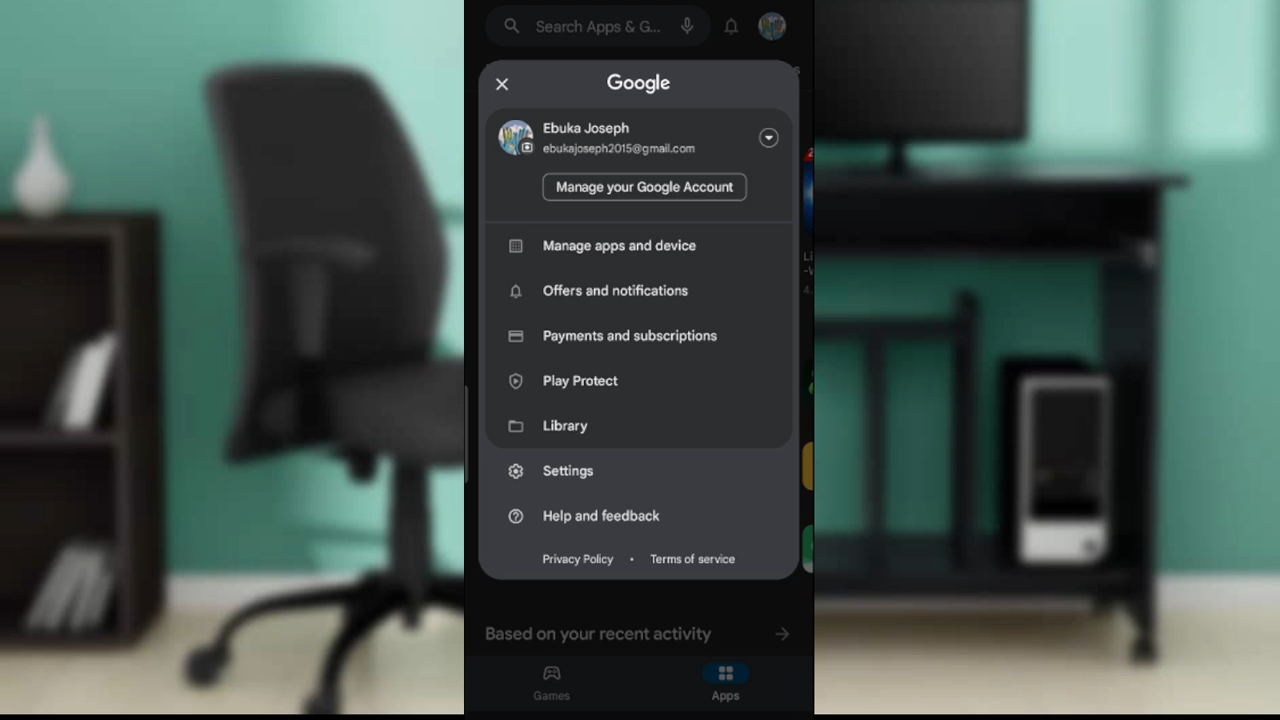 Search Apps & G...
Google
Ebuka Joseph
ebukajoseph2015@gmail.com
Manage your Google Account
Manage apps and device
Offers and notifications
Payments and subscriptions
Play Protect
Library
Settings
Help and feedback
Privacy Policy • Terms of service
Based on your recent activity
Games
Apps